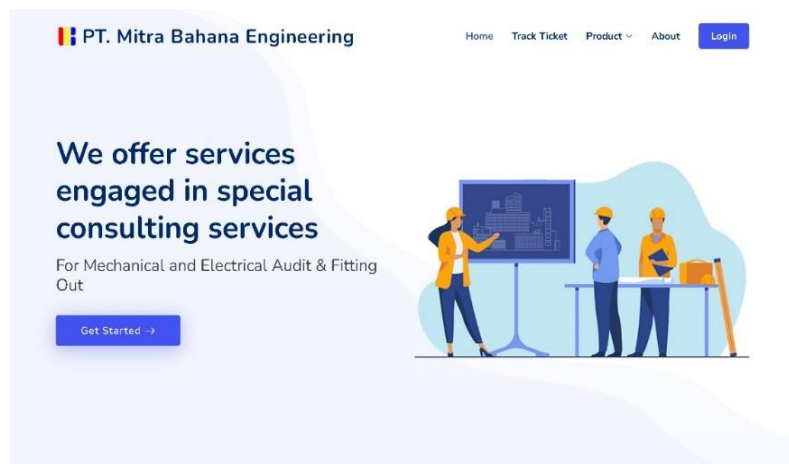 PT. Mitra Bahana Engineering
Home Track Ticket Product About Login
We offer services
engaged in special
consulting services
For Mechanical and Electrical Audit & Fitting
Out
Get Started →